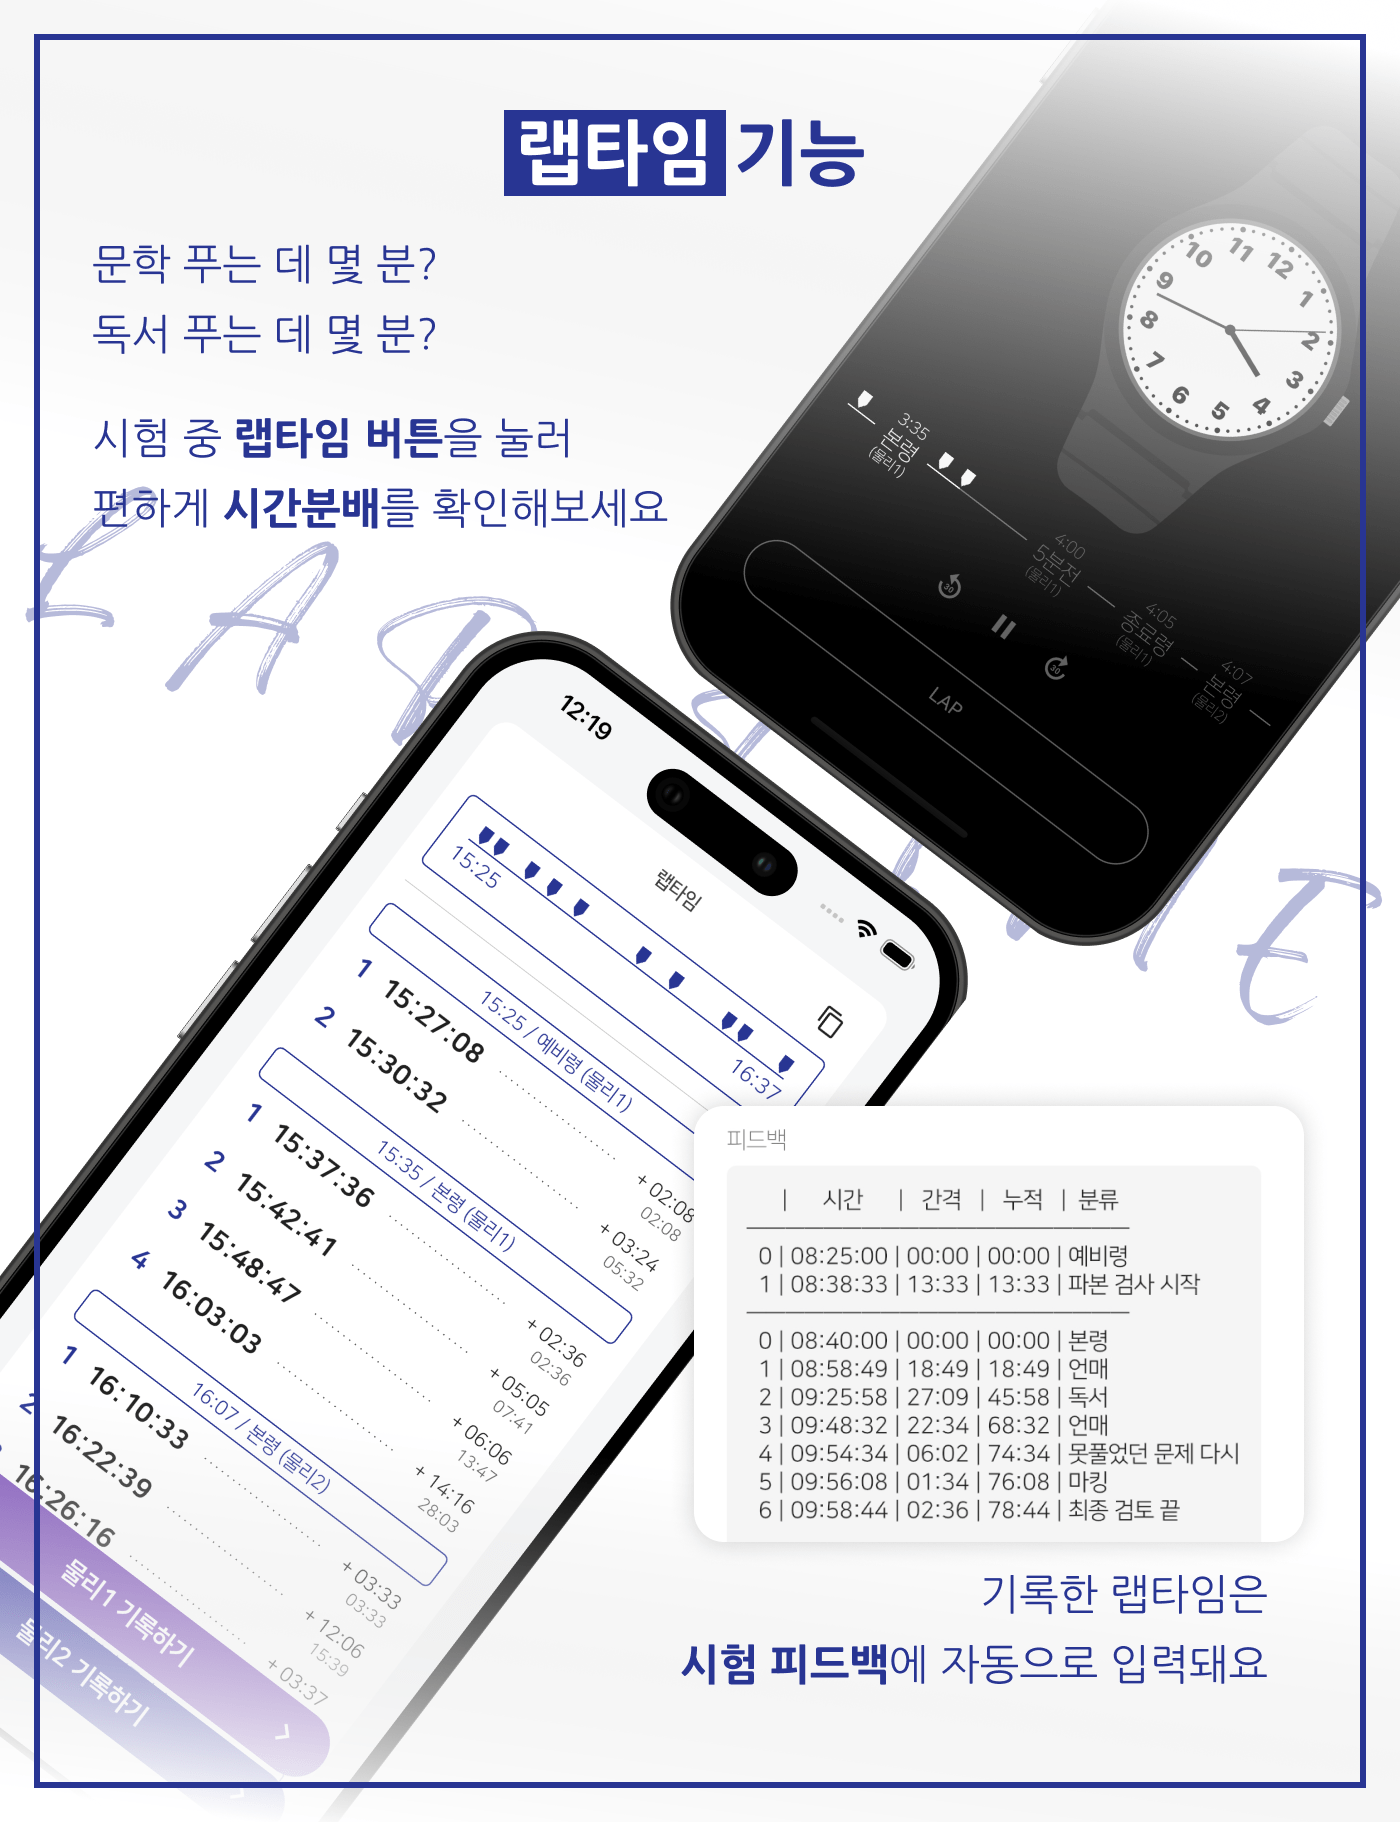 랩타임 기능
문학 푸는 데 몇 분?
독서 푸는 데 몇 분?
시험 중 랩타임 버튼을 눌러
편하게 시간분배를 확인해보세요
LAP TIME
10 11 12 1 2 3 4 5 6 7 8 9
3:35
본령
(물리1)
4:00
5분전
(물리1)
4:05
종료령
(물리1)
4:07
본령
(물리2)
30
30
LAP
12:19
랩타임
15:25
16:37
15:25 / 예비령 (물리1)
1 15:27:08 + 02:08
02:08
2 15:30:32 + 03:24
05:32
15:35 / 본령 (물리1)
1 15:37:36 + 02:36
02:36
2 15:42:41 + 05:05
07:41
3 15:48:47 + 06:06
13:47
4 16:03:03 + 14:16
28:03
16:07 / 본령 (물리2)
1 16:10:33 + 03:33
03:33
2 16:22:39 + 12:06
15:39
16:26:16 + 03:37
물리1 기록하기
물리2 기록하기
피드백
| 시간 | 간격 | 누적 | 분류
0 | 08:25:00 | 00:00 | 00:00 | 예비령
1 | 08:38:33 | 13:33 | 13:33 | 파본 검사 시작
0 | 08:40:00 | 00:00 | 00:00 | 본령
1 | 08:58:49 | 18:49 | 18:49 | 언매
2 | 09:25:58 | 27:09 | 45:58 | 독서
3 | 09:48:32 | 22:34 | 68:32 | 언매
4 | 09:54:34 | 06:02 | 74:34 | 못풀었던 문제 다시
5 | 09:56:08 | 01:34 | 76:08 | 마킹
6 | 09:58:44 | 02:36 | 78:44 | 최종 검토 끝
기록한 랩타임은
시험 피드백에 자동으로 입력돼요